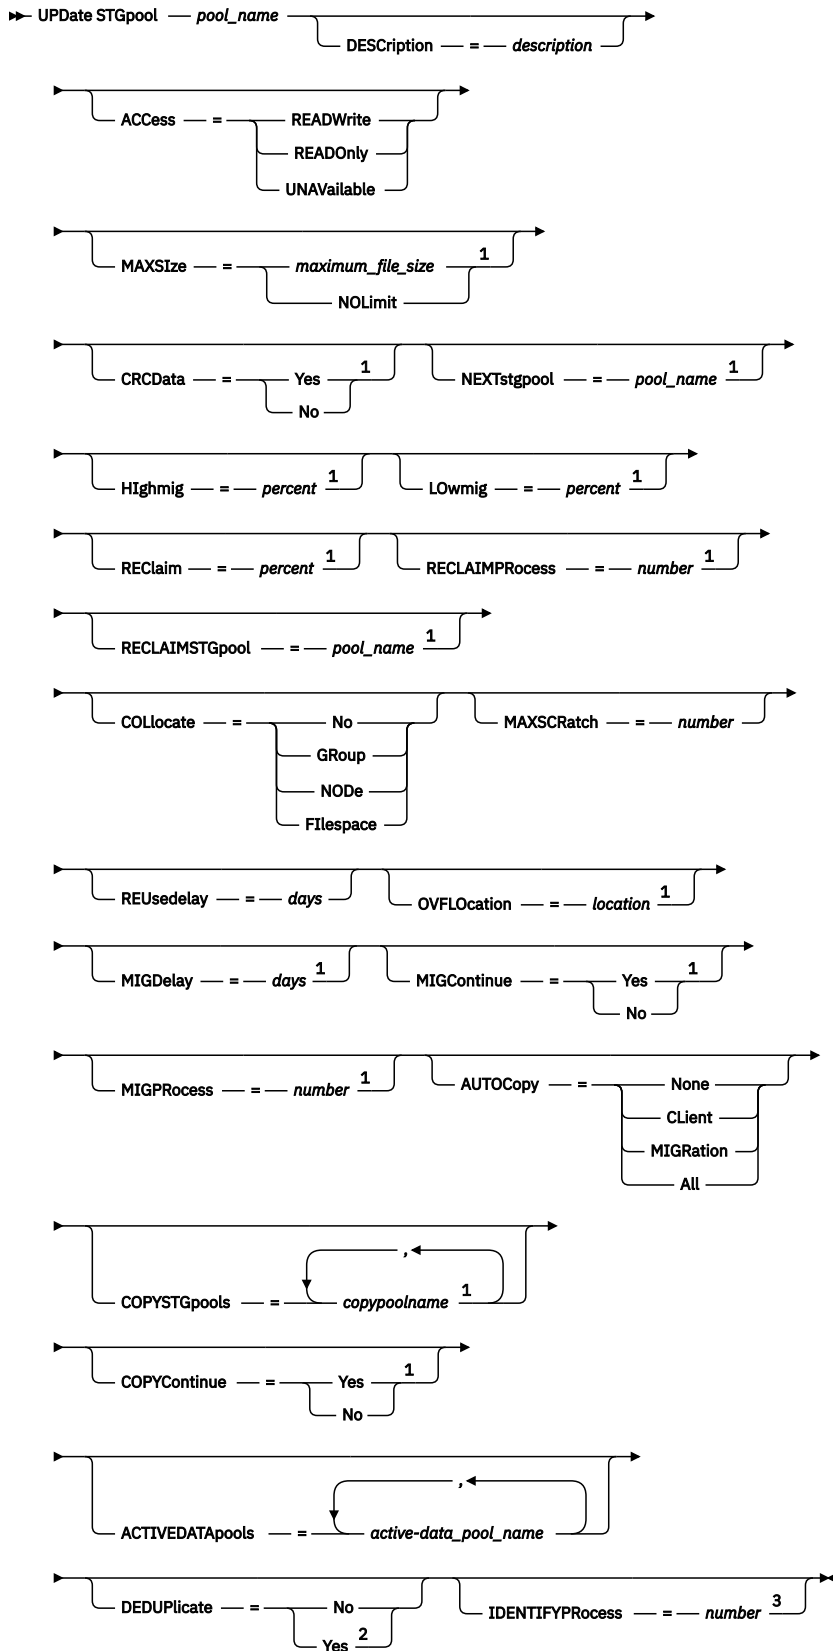 UPDate STGpool pool_name
DESCription = description
ACCess = READWrite
READOnly
UNAVailable
MAXSIze = maximum_file_size 1
NOLimit
CRCData = Yes 1 NEXTstgpool = pool_name 1
No
HIghmig = percent 1 LOwmig = percent 1
REClaim = percent 1 RECLAIMPRocess = number 1
RECLAIMSTGpool = pool_name 1
COLlocate = No MAXSCRatch = number
GRoup
NODe
FIlespace
REUsedelay = days OVFLOcation = location 1
MIGDelay = days 1 MIGContinue = Yes 1
No
MIGPRocess = number 1 AUTOCopy = None
CLient
MIGRation
All
,
COPYSTGpools = copypoolname 1
COPYContinue = Yes 1
No
,
ACTIVEDATApools = active-data_pool_name
DEDUPlicate = No IDENTIFYPRocess = number 3
Yes 2